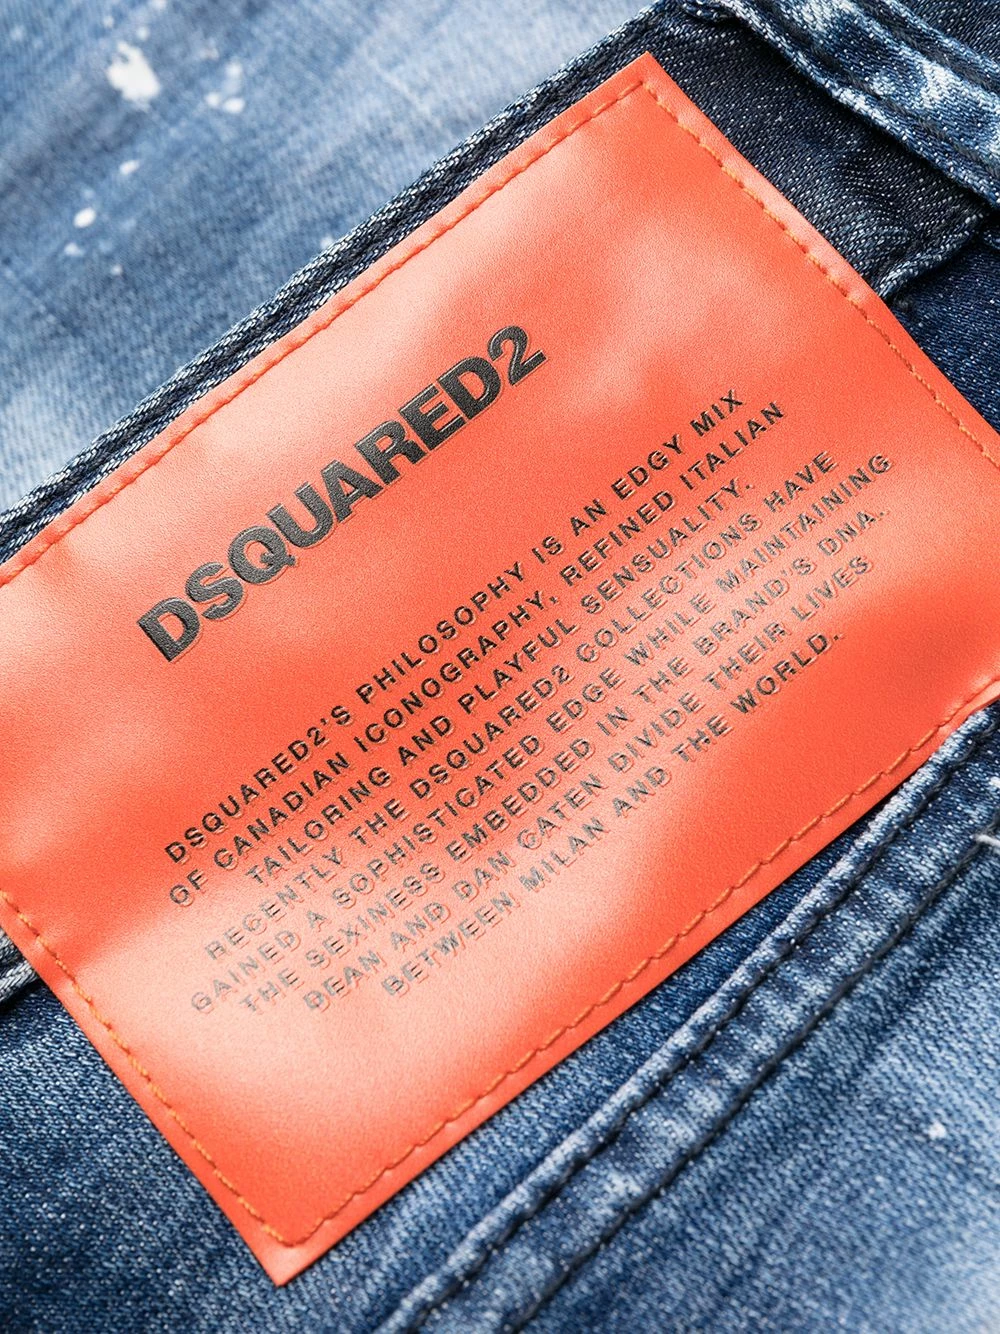 DSQUARED2
DSQUARED2'S PHILOSOPHY IS AN EDGY MIX
OF CANADIAN ICONOGRAPHY, REFINED ITALIAN
TAILORING AND PLAYFUL SENSUALITY.
RECENTLY THE DSQUARED2 COLLECTIONS HAVE
GAINED A SOPHISTICATED EDGE WHILE MAINTAINING
THE SEXINESS EMBEDDED IN THE BRAND'S DNA..
DEAN AND DAN CATEN DIVIDE THEIR LIVES
BETWEEN MILAN AND THE WORLD.